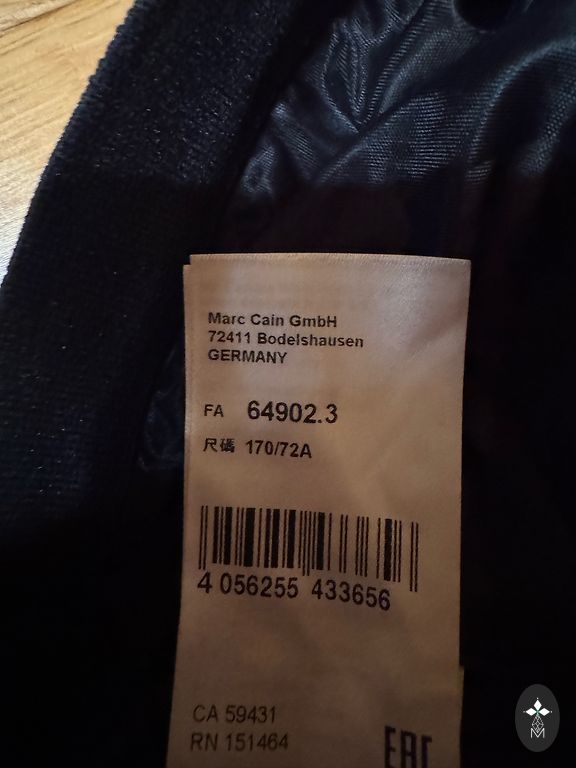 Marc Cain GmbH
72411 Bodelshausen
GERMANY
FA 64902.3
尺碼 170/72A
4 056255 433656
CA 59431
RN 151464
EAC
M